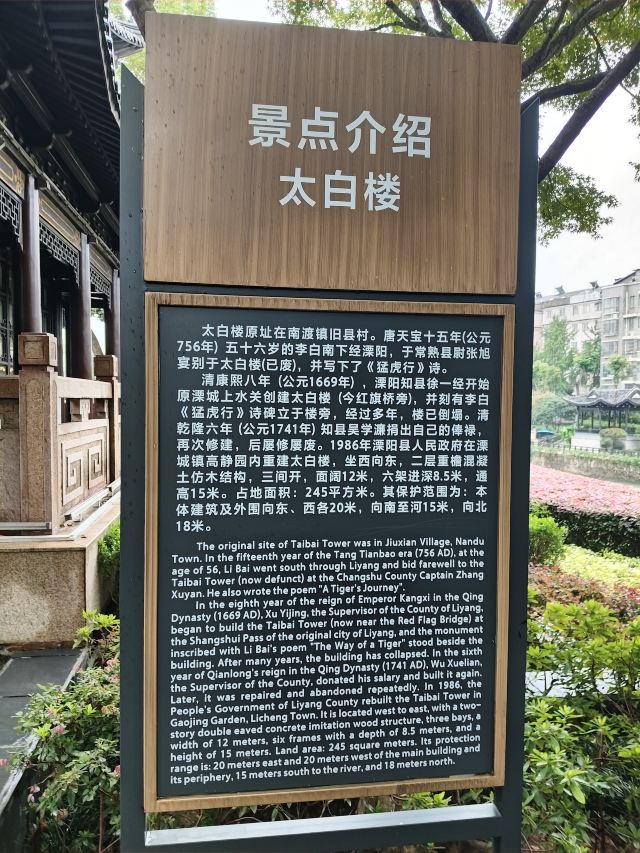 景点介绍
太白楼
太白楼原址在南渡镇旧县村。唐天宝十五年(公元
756年) 五十六岁的李白南下经溧阳，于常熟县尉张旭
宴别于太白楼(已废)，并写下了《猛虎行》诗。
清康熙八年 (公元1669年) ，溧阳知县徐一经开始
原溧城上水关创建太白楼 (今红旗桥旁)，并刻有李白
《猛虎行》诗碑立于楼旁，经过多年，楼已倒塌。清
乾隆六年 (公元1741年) 知县吴学濂捐出自己的俸禄，
再次修建，后屡修屡废。1986年溧阳县人民政府在溧
城镇高静园内重建太白楼，坐西向东，二层重檐混凝
土仿木结构，三间开，面阔12米，六架进深8.5米，通
高15米。占地面积：245平方米。其保护范围为：本
体建筑及外围向东、西各20米，向南至河15米，向北
18米。
The original site of Taibai Tower was in Jiuxian Village, Nandu
Town. In the fifteenth year of the Tang Tianbao era (756 AD), at the
age of 56, Li Bai went south through Liyang and bid farewell to the
Taibai Tower (now defunct) at the Changshu County Captain Zhang
Xuyan. He also wrote the poem "A Tiger's Journey".
In the eighth year of the reign of Emperor Kangxi in the Qing
Dynasty (1669 AD), Xu Yijing, the Supervisor of the County of Liyang,
began to build the Taibai Tower (now near the Red Flag Bridge) at
the Shangshui Pass of the original city of Liyang, and the monument
inscribed with Li Bai's poem "The Way of a Tiger" stood beside the
building. After many years, the building has collapsed. In the sixth
year of Qianlong's reign in the Qing Dynasty (1741 AD), Wu Xuelian,
the Supervisor of the County, donated his salary and built it again.
Later, it was repaired and abandoned repeatedly. In 1986, the
People's Government of Liyang County rebuilt the Taibai Tower in
Gaojing Garden, Licheng Town. It is located west to east, with a two-
story double eaved concrete imitation wood structure, three bays, a
width of 12 meters, six frames with a depth of 8.5 meters, and a
height of 15 meters. Land area: 245 square meters. Its protection
range is: 20 meters east and 20 meters west of the main building and
its periphery, 15 meters south to the river, and 18 meters north.